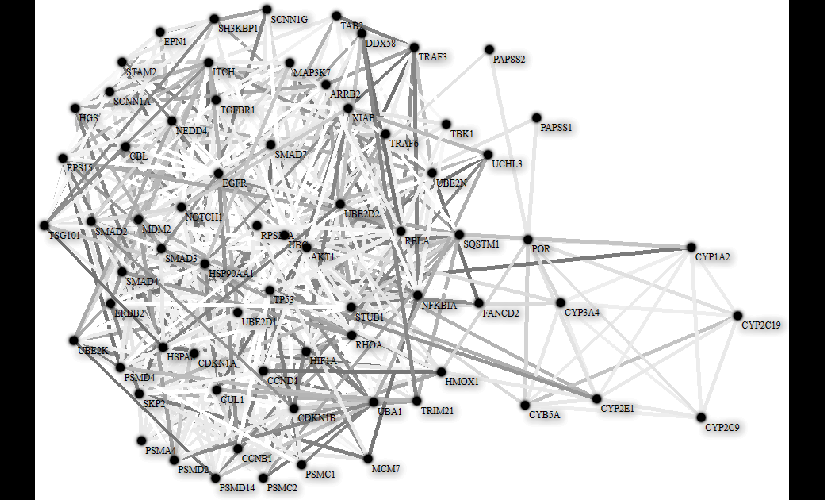 SCNN1G
TAB2
SH3KBP1
DDX58
EPN1
TRAF3
PAPSS2
STAM2
ITCH
MAP3K7
SCNN1A
ARRB2
TGFBR1
HGS
XIAP
PAPSS1
NEDD4
TBK1
TRAF6
CBL
SMAD7
UCHL3
EPS15
EGFR
UBE2N
NOTCH1
UBE2D2
TSG101
SMAD2
MDM2
RPS27A
RELA
UBC
SQSTM1
POR
SMAD3
AKT1
CYP1A2
HSP90AA1
SMAD4
TP53
NFKBIA
ERBB2
STUB1
FANCD2
CYP3A4
UBE2D1
CYP2C19
RHOA
UBE2K
HSPA8
CDKN1A
HIF1A
PSMD4
CCND1
HMOX1
SKP2
CUL1
CDKN1B
UBA1
TRIM21
CYB5A
CYP2E1
CYP2C9
PSMA4
CCNB1
PSMD2
MCM7
PSMC1
PSMD14
PSMC2